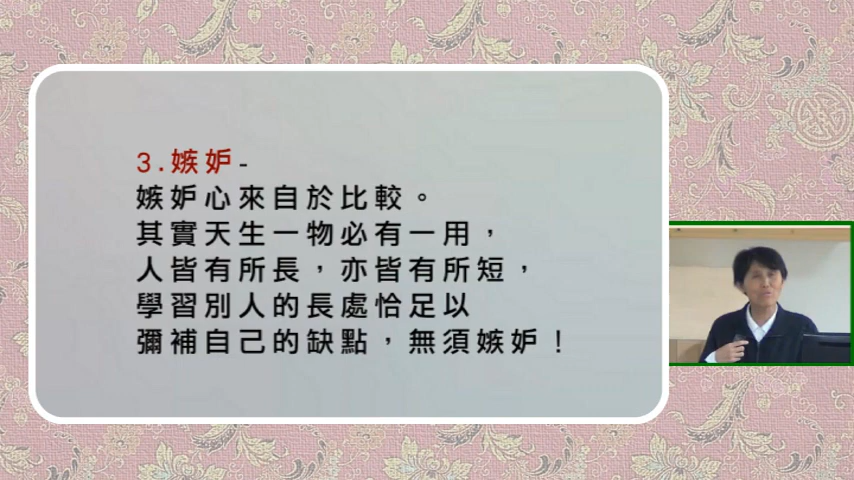 3.嫉妒-
嫉妒心來自於比較。
其實天生一物必有一用，
人皆有所長，亦皆有所短，
學習別人的長處恰足以
彌補自己的缺點，無須嫉妒！